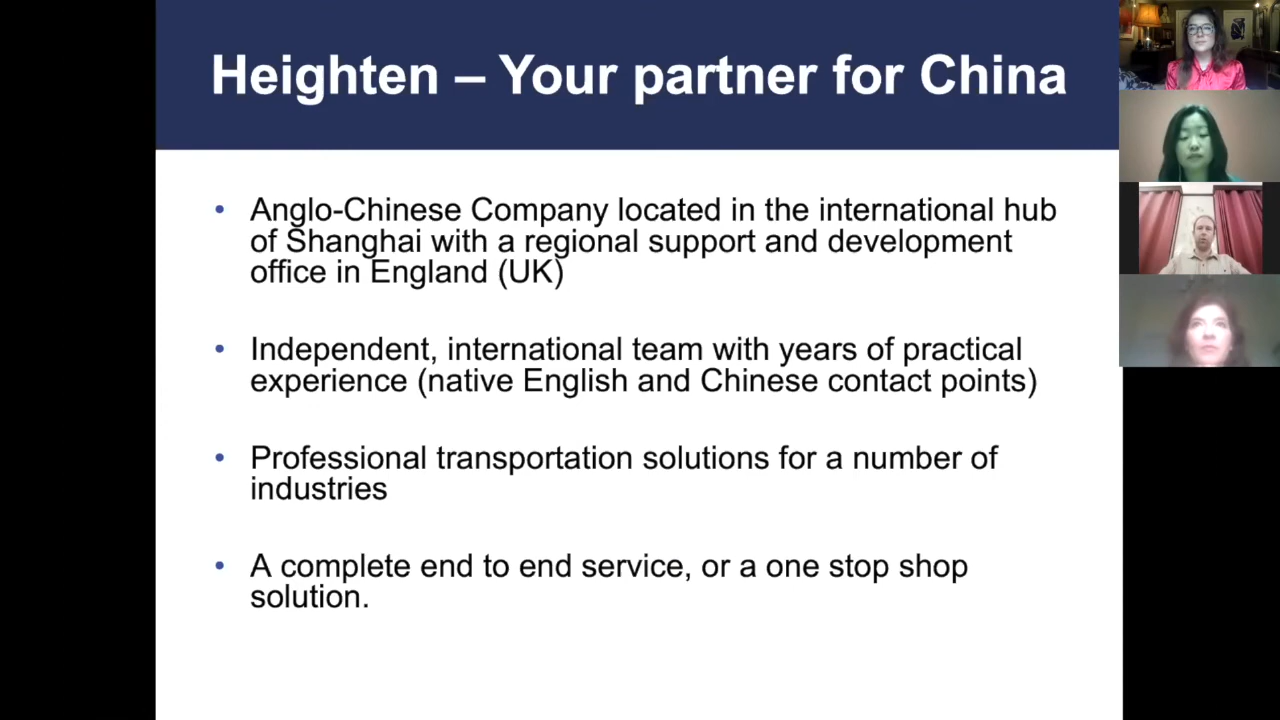 Heighten – Your partner for China
• Anglo-Chinese Company located in the international hub
of Shanghai with a regional support and development
office in England (UK)
• Independent, international team with years of practical
experience (native English and Chinese contact points)
• Professional transportation solutions for a number of
industries
• A complete end to end service, or a one stop shop
solution.